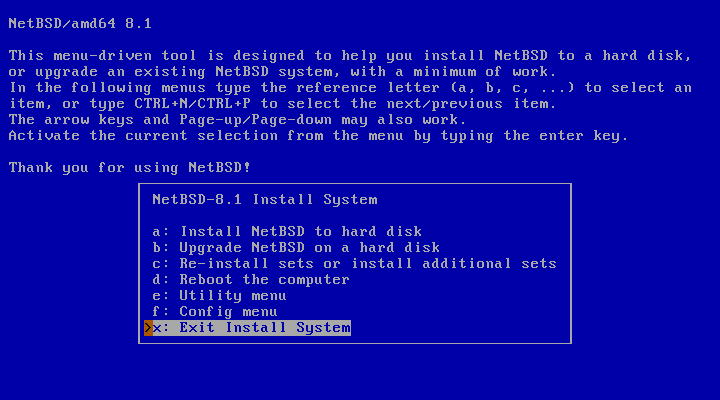 NetBSD/amd64 8.1
This menu-driven tool is designed to help you install NetBSD to a hard disk,
or upgrade an existing NetBSD system, with a minimum of work.
In the following menus type the reference letter (a, b, c, ...) to select an
item, or type CTRL+N/CTRL+P to select the next/previous item.
The arrow keys and Page-up/Page-down may also work.
Activate the current selection from the menu by typing the enter key.
Thank you for using NetBSD!
NetBSD-8.1 Install System
a: Install NetBSD to hard disk
b: Upgrade NetBSD on a hard disk
c: Re-install sets or install additional sets
d: Reboot the computer
e: Utility menu
f: Config menu
>x: Exit Install System